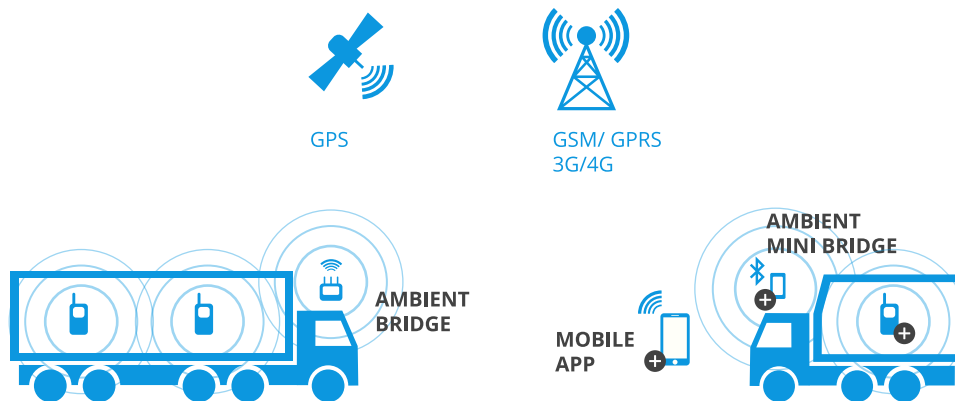 GPS
GSM/ GPRS
3G/4G
AMBIENT
MINI BRIDGE
AMBIENT
BRIDGE
MOBILE
APP